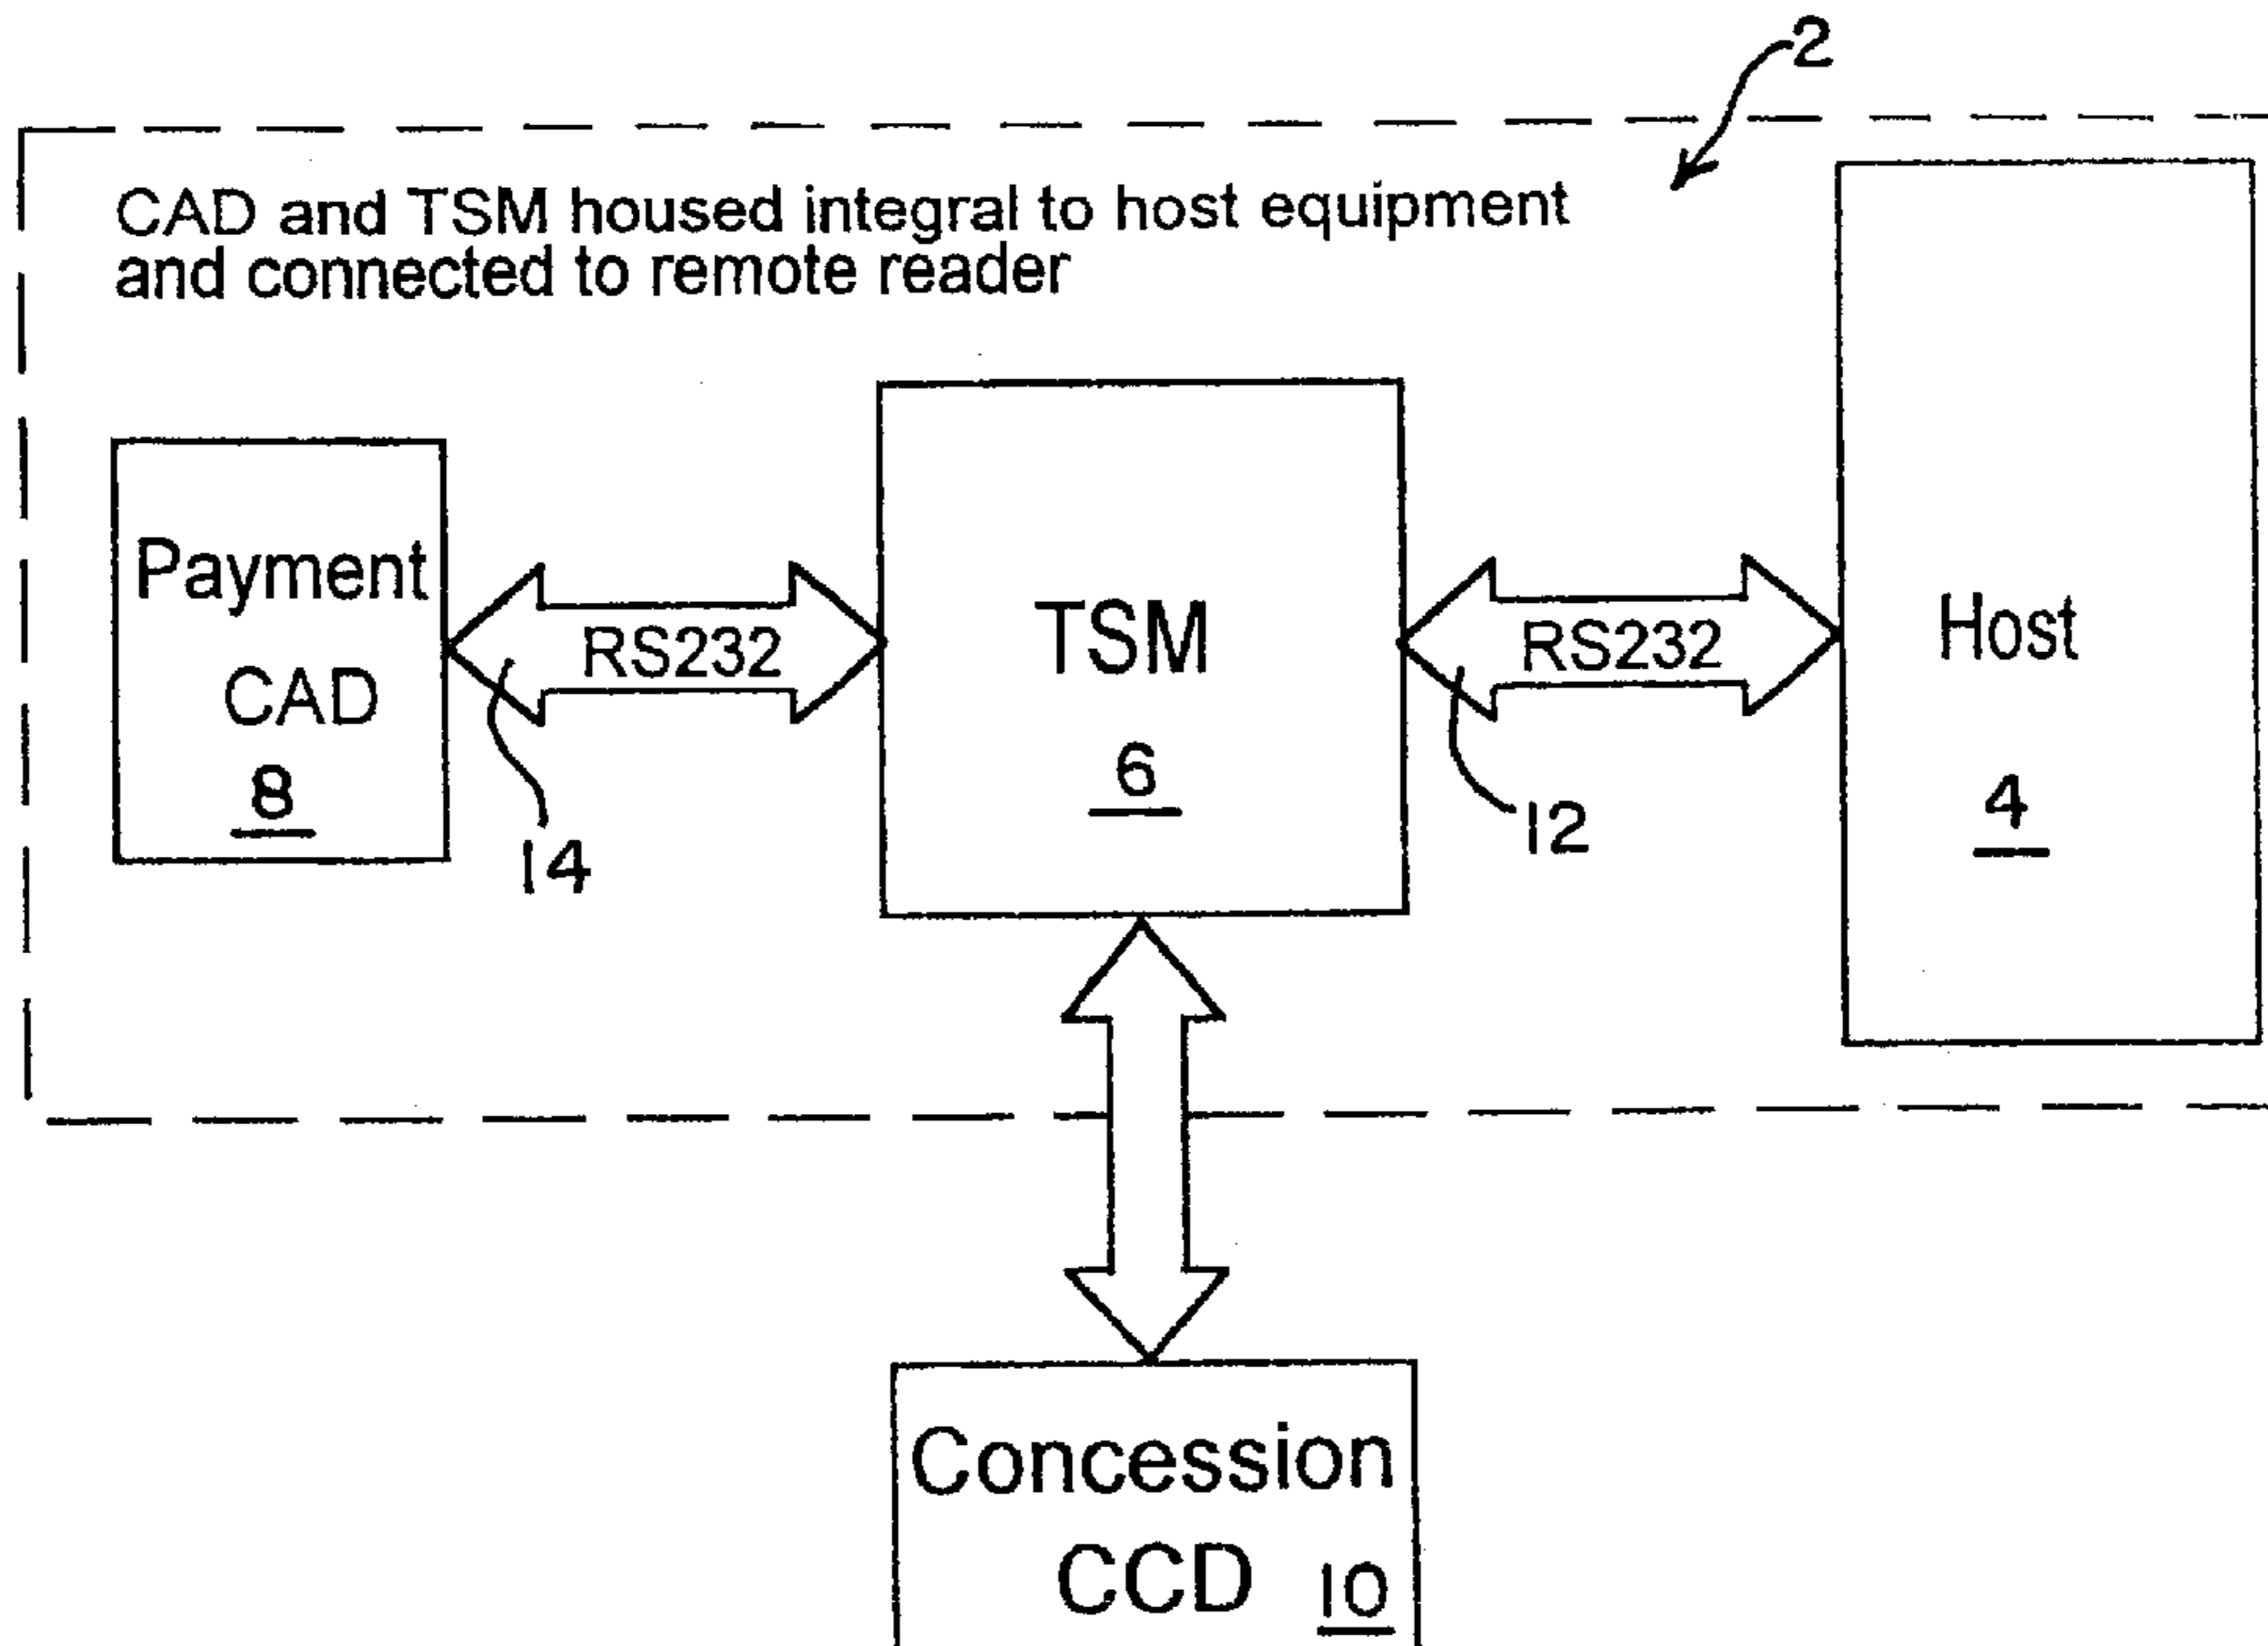 2
CAD and TSM housed integral to host equipment
and connected to remote reader
Payment
CAD
8
RS232
14
TSM
6
RS232
12
Host
4
Concession
CCD 10